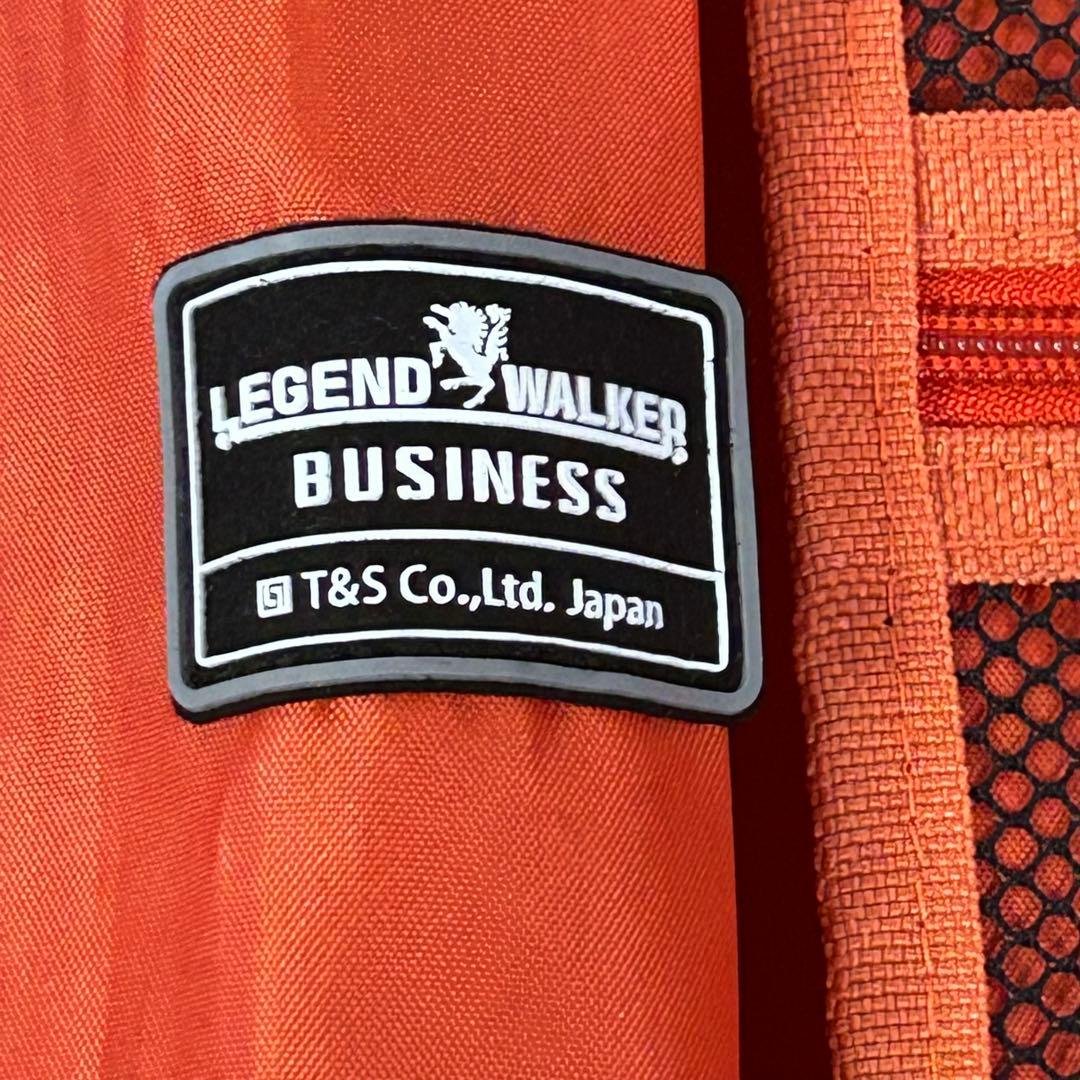 LEGEND WALKER
BUSINESS
T&S Co.,Ltd. Japan